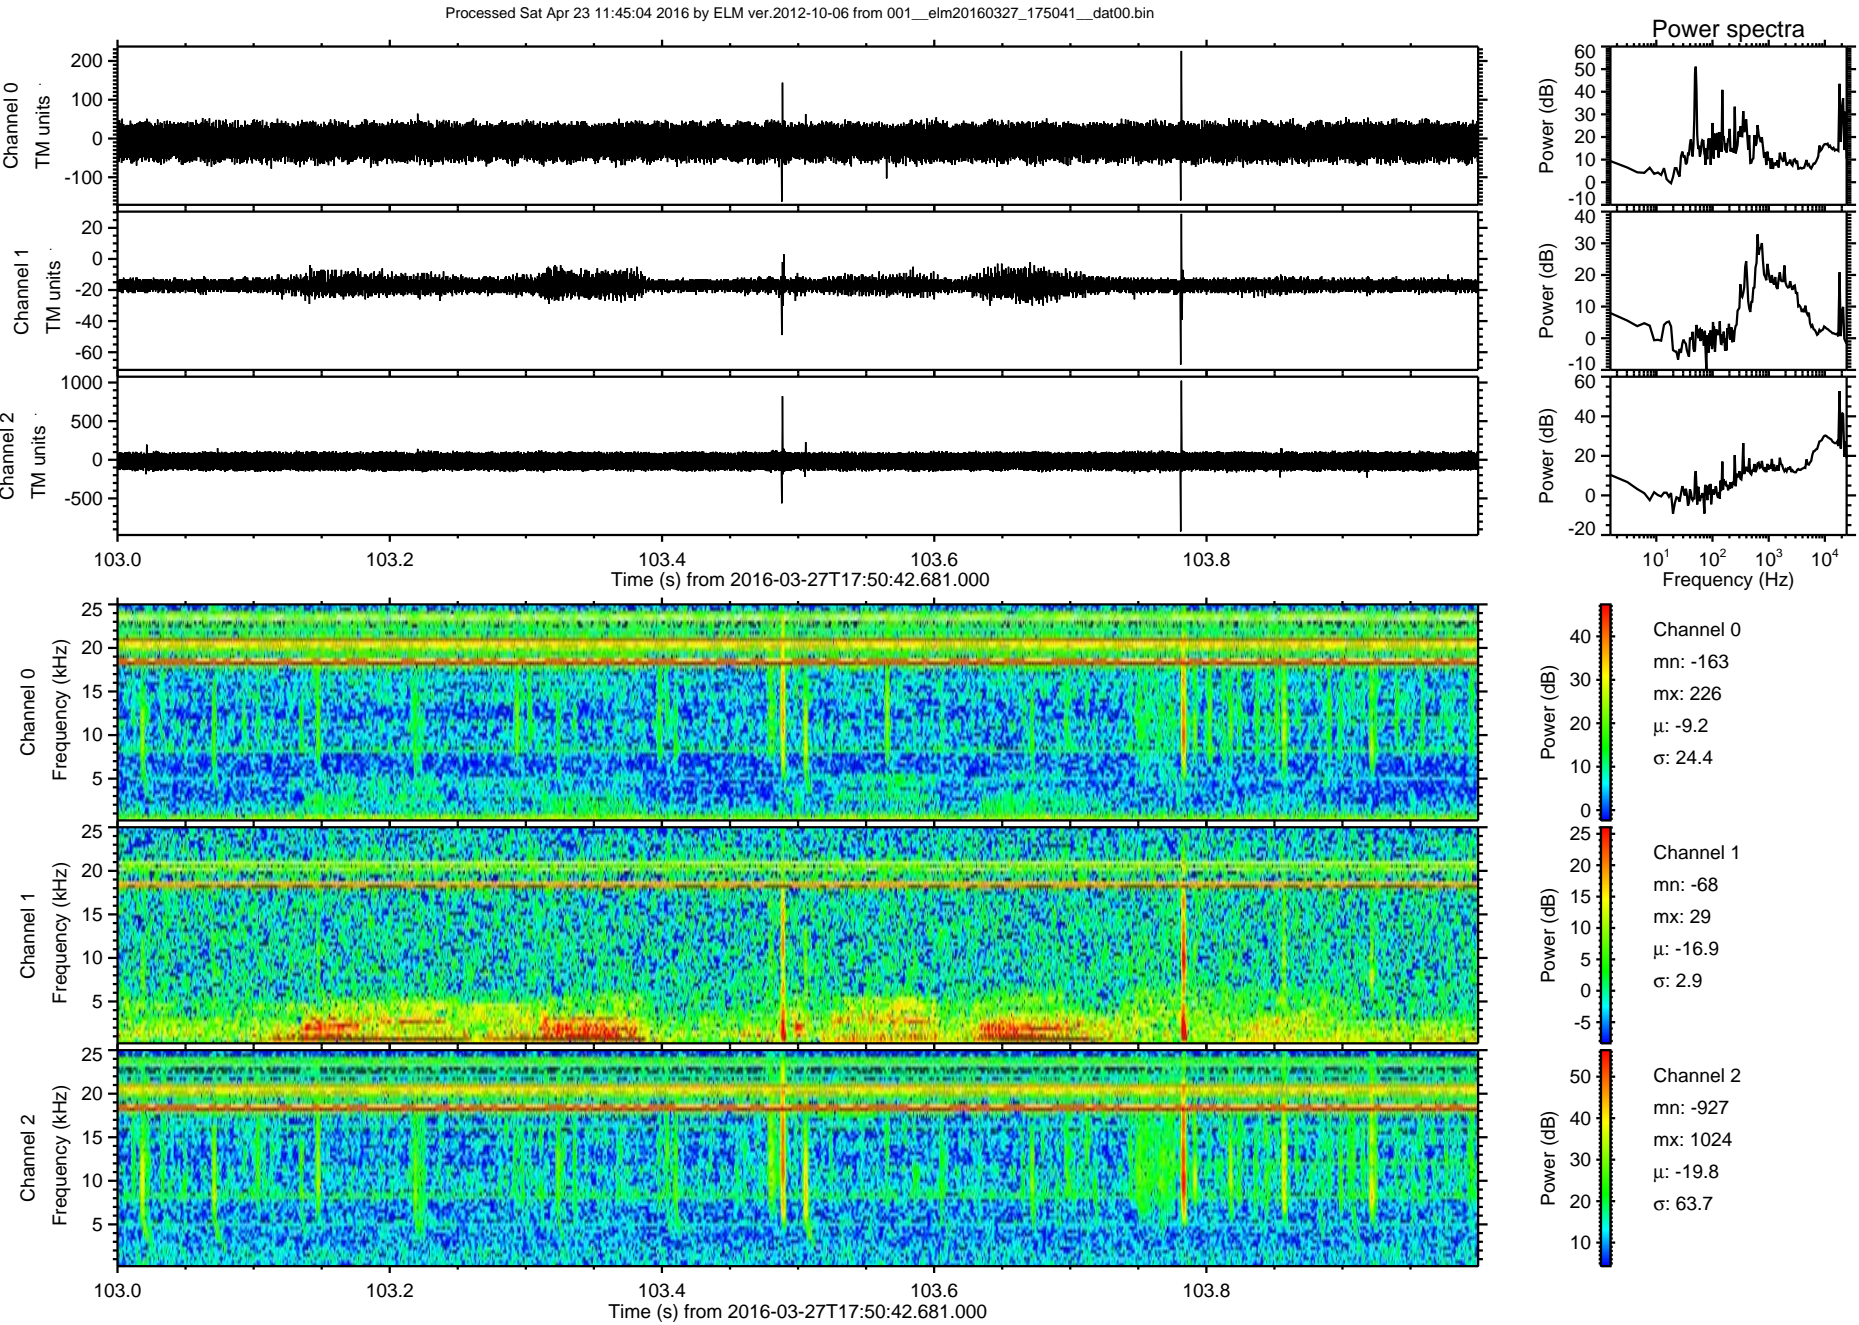 Processed Sat Apr 23 11:45:04 2016 by ELM ver.2012-10-06 from 001__elm20160327_175041__dat00.bin
Power spectra
Channel 0
TM units
200
100
0
-100
Power (dB)
60
50
40
30
20
10
0
-10
Channel 1
TM units
20
0
-20
-40
-60
Power (dB)
40
30
20
10
0
-10
Channel 2
TM units
1000
500
0
-500
Power (dB)
60
40
20
0
-20
103.0 103.2 103.4 103.6 103.8
Time (s) from 2016-03-27T17:50:42.681.000
10¹ 10² 10³ 10⁴
Frequency (Hz)
Channel 0
Frequency (kHz)
25
20
15
10
5
Power (dB)
40
30
20
10
0
Channel 0
mn: -163
mx: 226
µ: -9.2
σ: 24.4
Channel 1
Frequency (kHz)
25
20
15
10
5
Power (dB)
25
20
15
10
5
0
-5
Channel 1
mn: -68
mx: 29
µ: -16.9
σ: 2.9
Channel 2
Frequency (kHz)
25
20
15
10
5
Power (dB)
50
40
30
20
10
Channel 2
mn: -927
mx: 1024
µ: -19.8
σ: 63.7
103.0 103.2 103.4 103.6 103.8
Time (s) from 2016-03-27T17:50:42.681.000